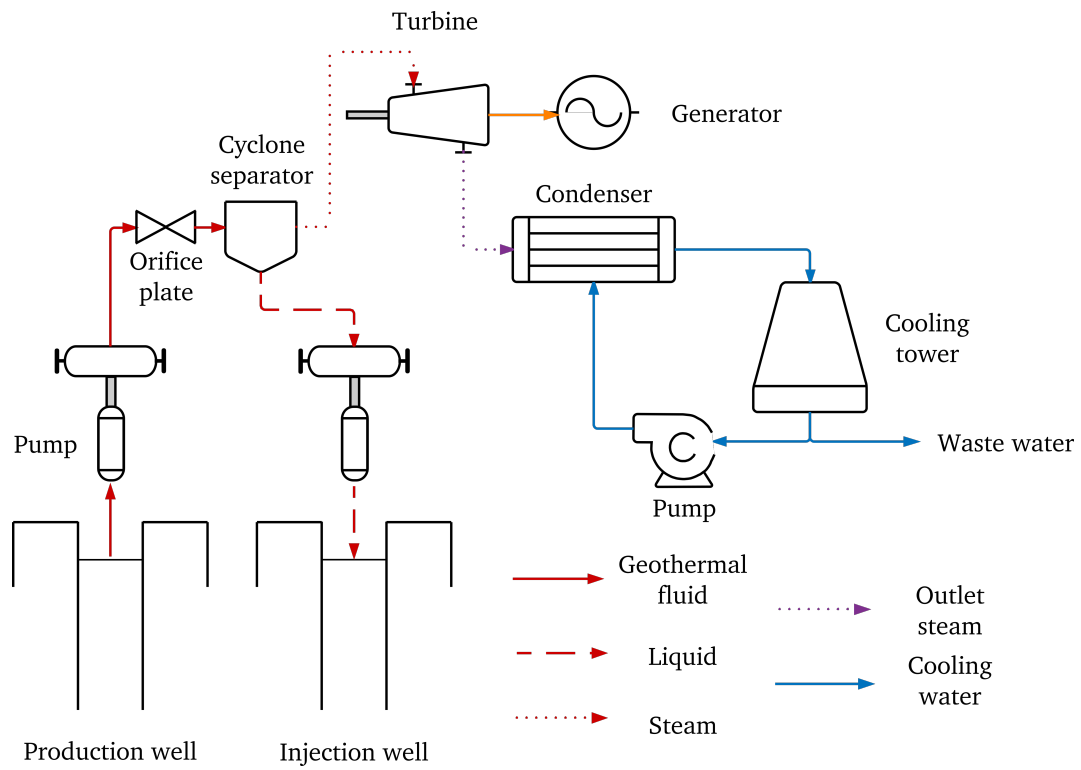 Turbine
Generator
Cyclone
separator
Condenser
Orifice
plate
Cooling
tower
Pump
Waste water
Pump
Geothermal
fluid
Outlet
steam
Liquid
Cooling
water
Steam
Production well
Injection well